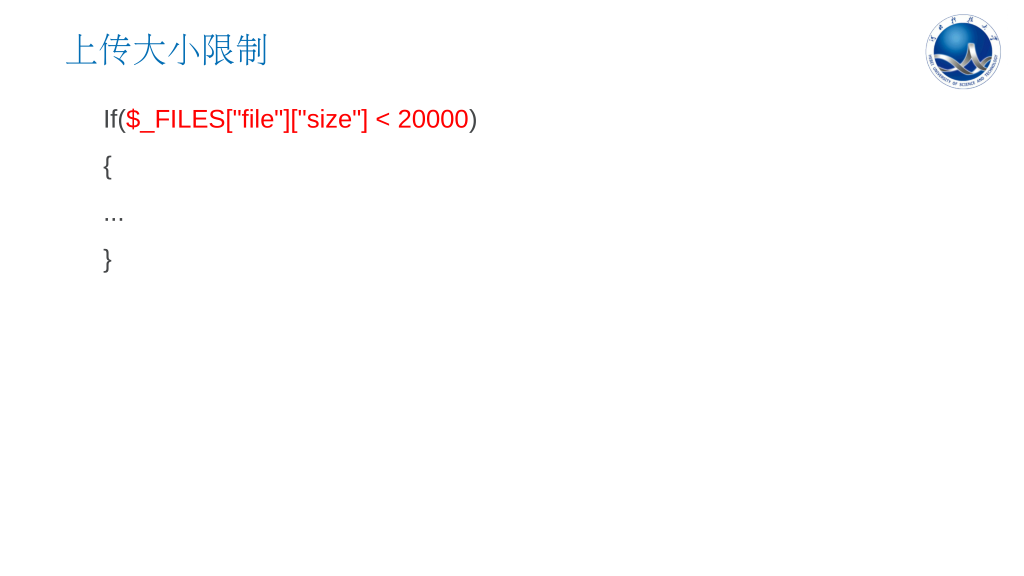 上传大小限制
If($_FILES["file"]["size"] < 20000)
{
...
}